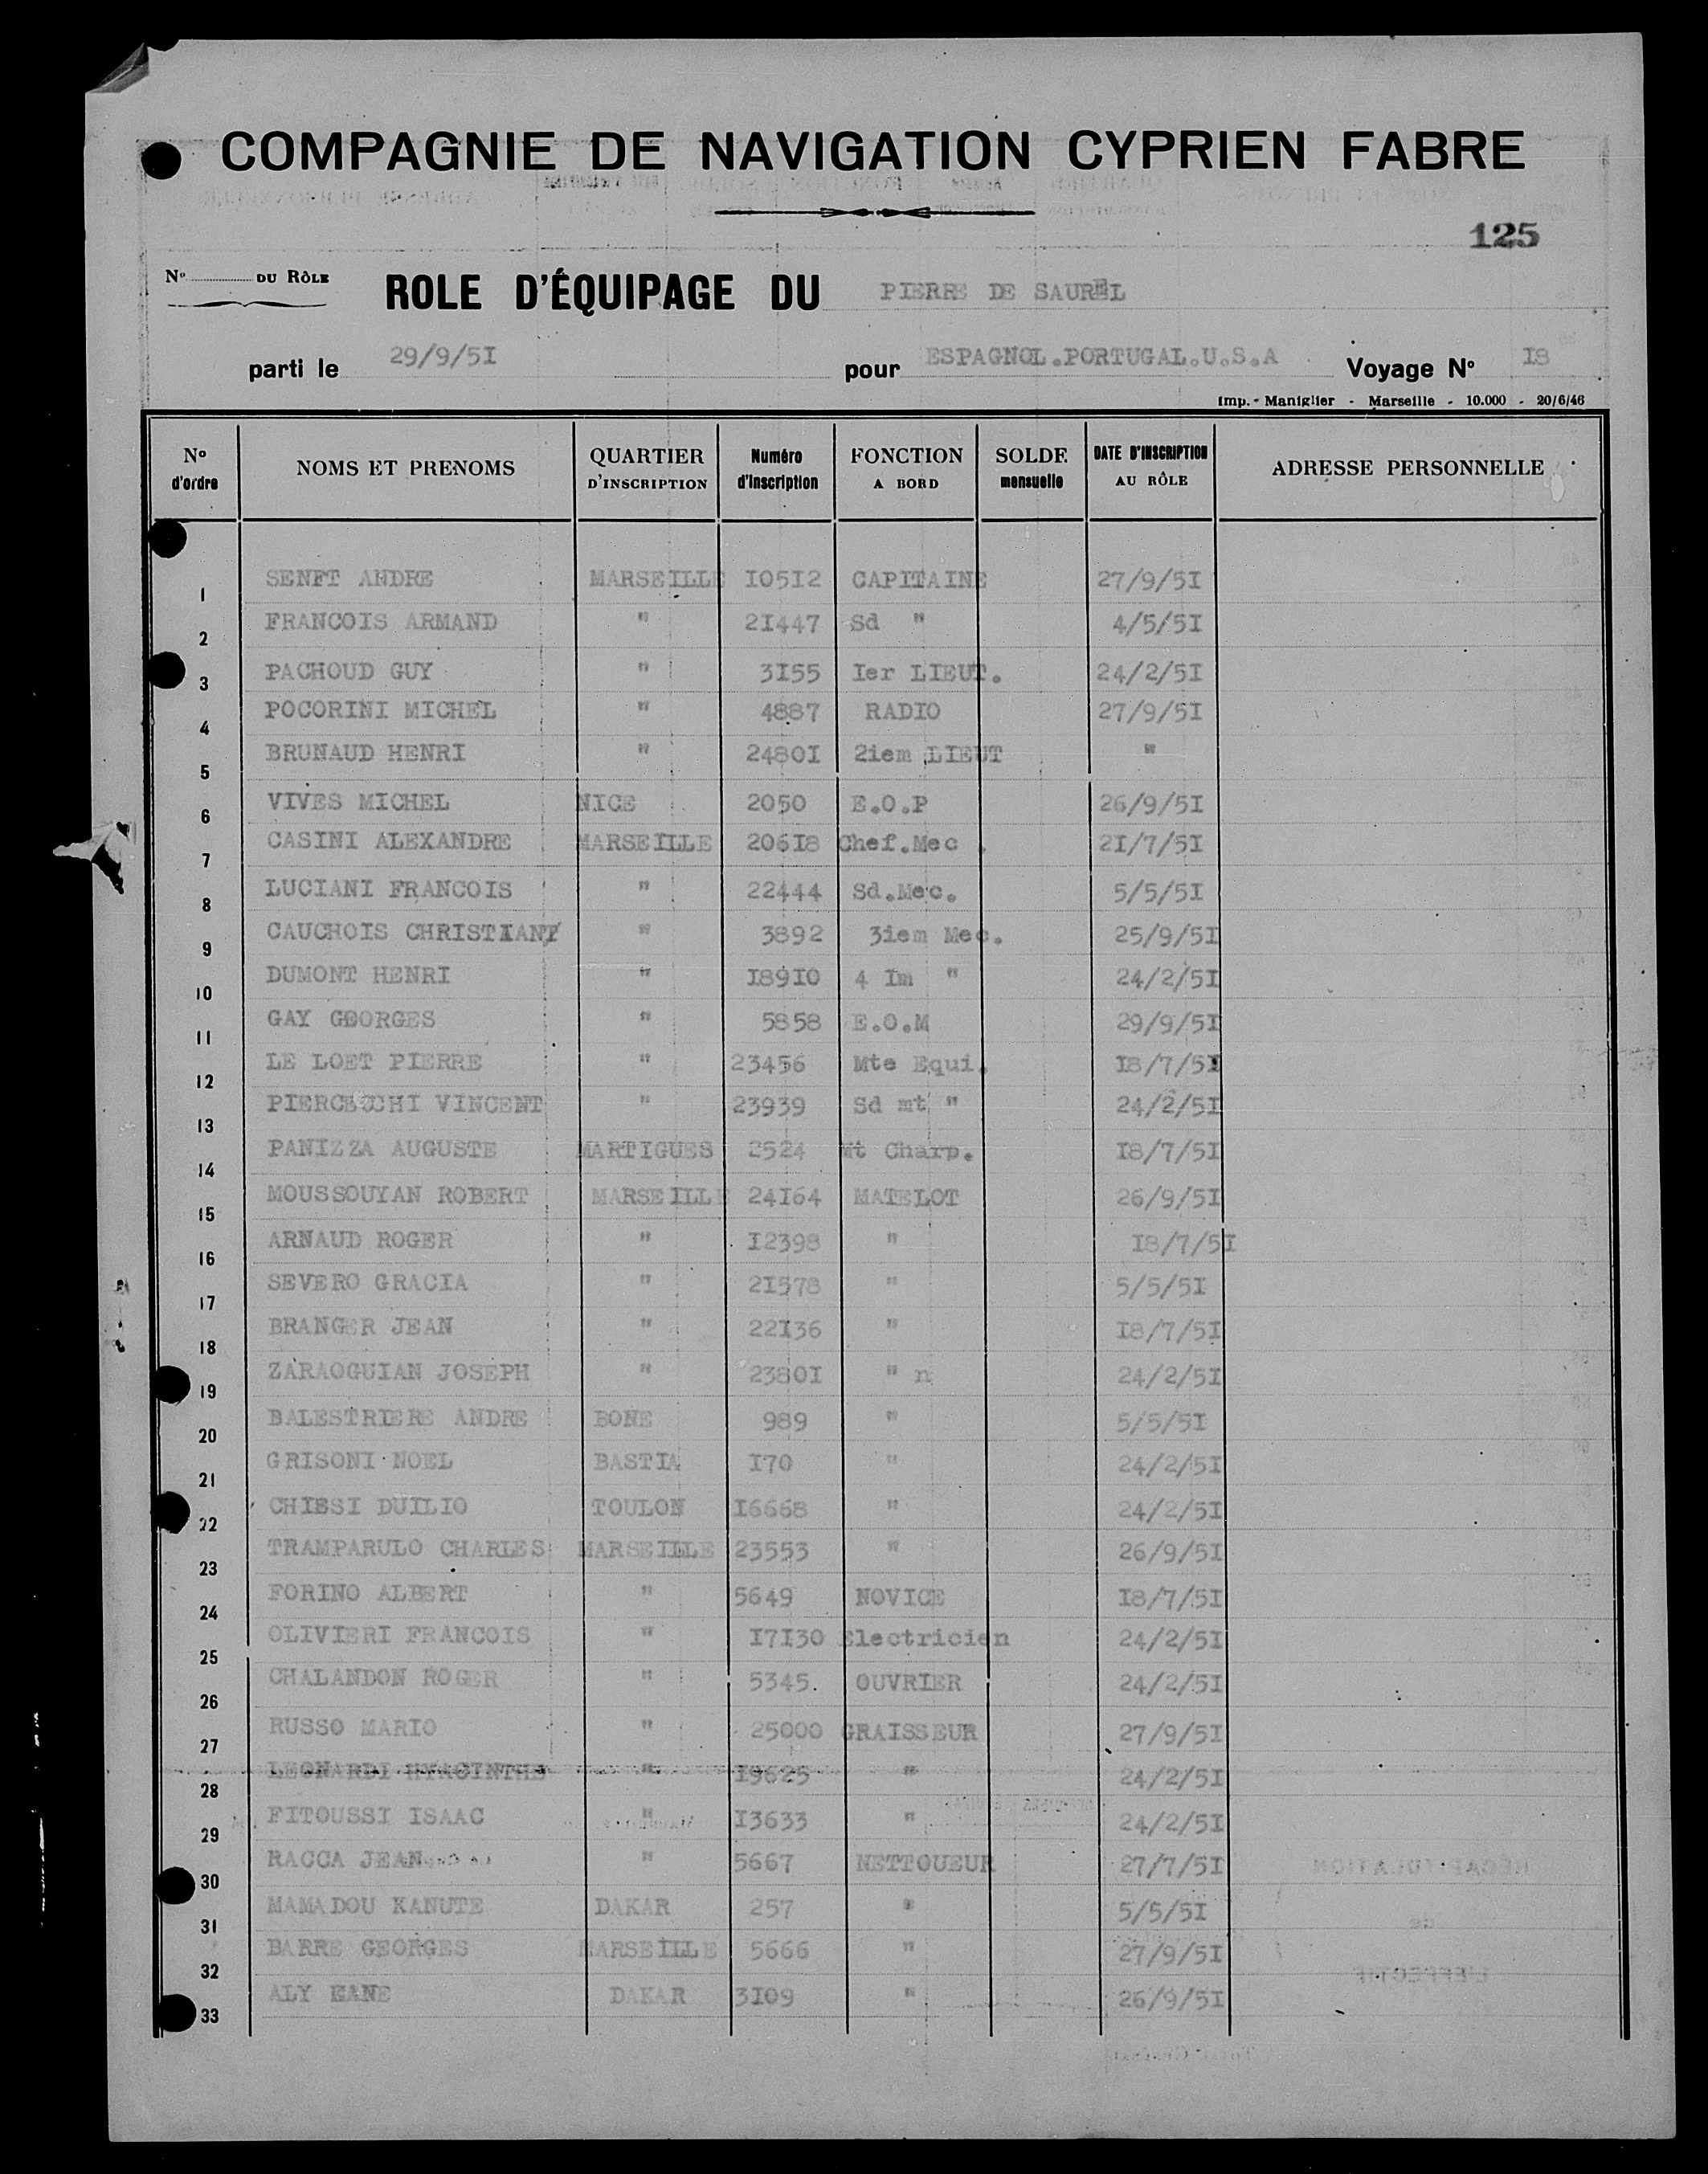 COMPAGNIE DE NAVIGATION CYPRIEN FABRE
125
Nº DU RÔLE
ROLE D'ÉQUIPAGE DU PIERRE DE SAUREL
parti le 29/9/5I pour ESPAGNOL.PORTUGAL.U.S.A Voyage Nº I8
Imp. - Maniglier - Marseille - 10.000 - 20/6/46
Nº d'ordre NOMS ET PRENOMS QUARTIER D'INSCRIPTION Numéro d'inscription FONCTION A BORD SOLDE mensuelle DATE D'INSCRIPTION AU RÔLE ADRESSE PERSONNELLE
1 SENFT ANDRE MARSEILLE I05I2 CAPITAINE 27/9/5I
2 FRANCOIS ARMAND " 2I447 Sd " 4/5/5I
3 PACHOUD GUY " 3I55 Ier LIEUT. 24/2/5I
4 POCORINI MICHEL " 4887 RADIO 27/9/5I
5 BRUNAUD HENRI " 2480I 2iem LIEUT "
6 VIVES MICHEL NICE 2050 E.O.P 26/9/5I
7 CASINI ALEXANDRE MARSEILLE 206I8 Chef.Mec . 2I/7/5I
8 LUCIANI FRANCOIS " 22444 Sd.Mec. 5/5/5I
9 CAUCHOIS CHRISTIAN " 3892 3iem Mec. 25/9/5I
10 DUMONT HENRI " I89I0 4 Im " 24/2/5I
11 GAY GEORGES " 5858 E.O.M 29/9/5I
12 LE LOET PIERRE " 23456 Mte Equi. I8/7/5I
13 VINCENT " 23939 Sd mt " 24/2/5I
14 PANIZZA AUGUSTE MARTIGUES 2524 Mt Charp. I8/7/5I
15 MOUSSOUYAN ROBERT MARSEILLE 24I64 MATELOT 26/9/5I
16 ARNAUD ROGER " I2398 " I8/7/5I
17 SEVERO GRACIA " 2I578 " 5/5/5I
18 BRANGER JEAN " 22I36 " I8/7/5I
19 ZARAOGUIAN JOSEPH " 2380I " n 24/2/5I
20 BALESTRIERE ANDRE BONE 989 " 5/5/5I
21 GRISONI NOEL BASTIA I70 " 24/2/5I
22 CHIESI DUILIO TOULON I6668 " 24/2/5I
23 TRAMPARULO CHARLES MARSEILLE 23553 " 26/9/5I
24 FORINO ALBERT " 5649 NOVICE I8/7/5I
25 OLIVIERI FRANCOIS " I7I30 Electricien 24/2/5I
26 CHALANDON ROGER " 5345. OUVRIER 24/2/5I
27 RUSSO MARIO " 25000 GRAISSEUR 27/9/5I
28 LEONARDI HYACINTHE " I9625 " 24/2/5I
29 FITOUSSI ISAAC " I3633 " 24/2/5I
30 RACCA JEAN " 5667 NETTOUEUR 27/7/5I
31 MAMADOU KANUTE DAKAR 257 " 5/5/5I
32 BARRE GEORGES MARSEILLE 5666 " 27/9/5I
33 ALY KANE DAKAR 3I09 " 26/9/5I